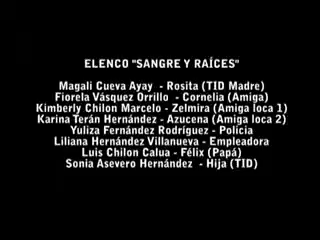 ELENCO "SANGRE Y RAÍCES"
Magali Cueva Ayay - Rosita (TID Madre)
Fiorela Vásquez Orrillo - Cornelia (Amiga)
Kimberly Chilon Marcelo - Zelmira (Amiga loca 1)
Karina Terán Hernández - Azucena (Amiga loca 2)
Yuliza Fernández Rodríguez - Policía
Liliana Hernández Villanueva - Empleadora
Luis Chilon Calua - Félix (Papá)
Sonia Asevero Hernández - Hija (TID)